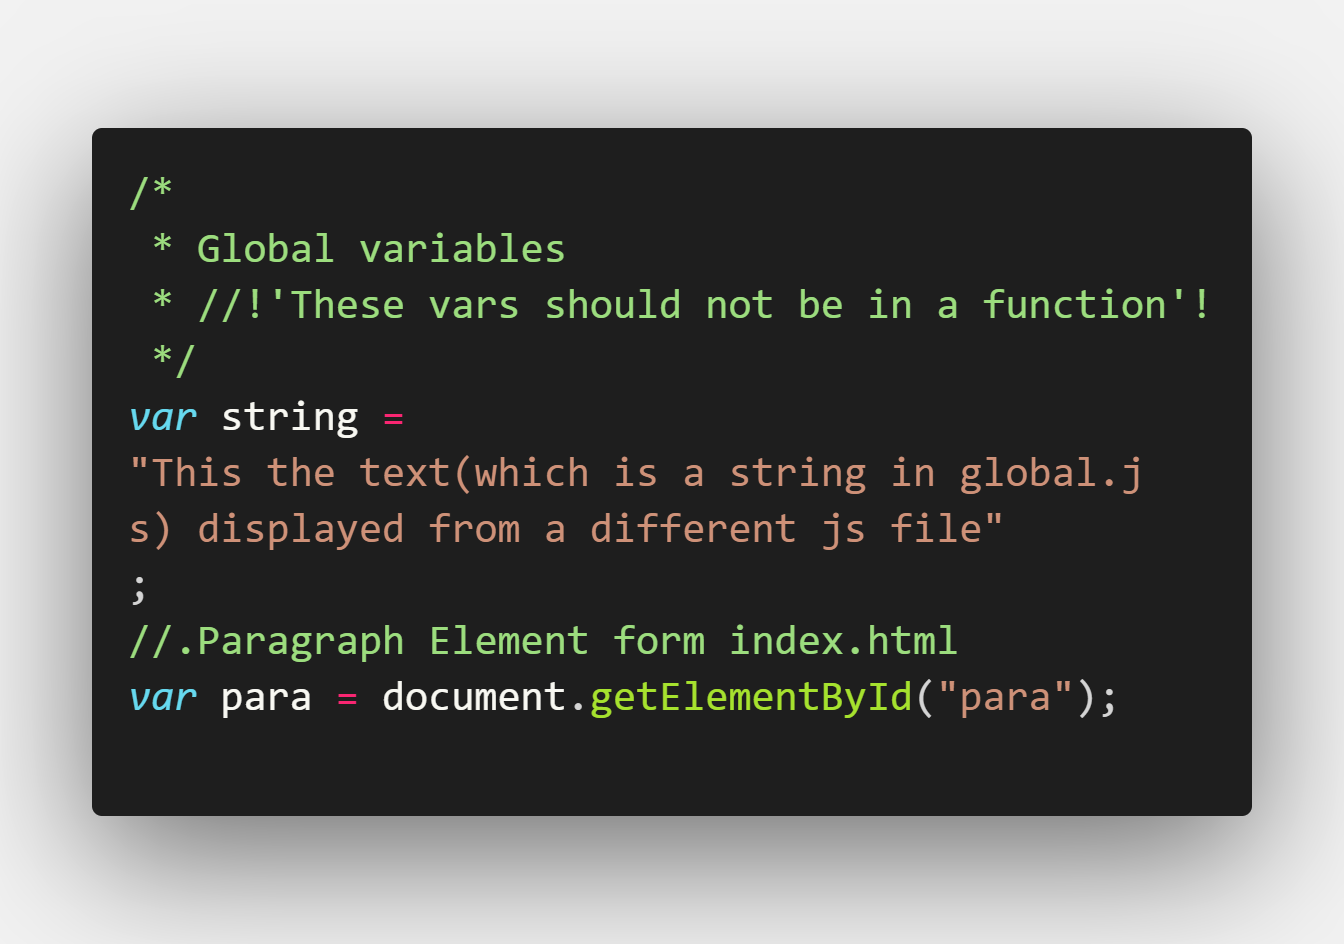 /*
 * Global variables
 * //!'These vars should not be in a function'!
 */
var string =
"This the text(which is a string in global.j
s) displayed from a different js file"
;
//.Paragraph Element form index.html
var para = document.getElementById("para");